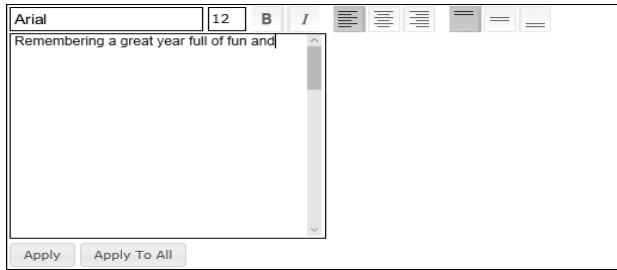 Arial 12 B I
Remembering a great year full of fun and
Apply Apply To All